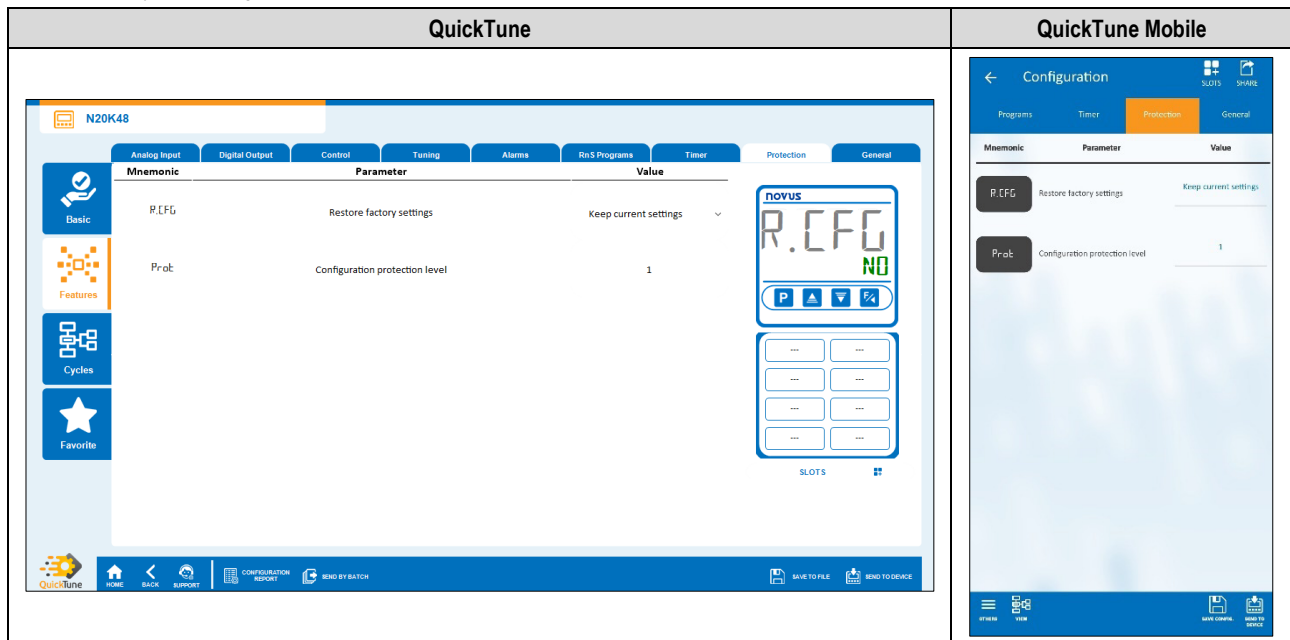 QuickTune
QuickTune Mobile
N20K48
Analog Input
Digital Output
Control
Tuning
Alarms
RnS Programs
Timer
Protection
General
Mnemonic
Parameter
Value
Basic
Features
Cycles
Favorite
R.CFG
Restore factory settings
Keep current settings
Prot
Configuration protection level
1
novus
R.CFG
NO
P
F/
---
---
---
---
---
---
---
---
SLOTS
QuickTune
HOME
BACK
SUPPORT
CONFIGURATION
REPORT
SEND BY BATCH
SAVE TO FILE
SEND TO DEVICE
Configuration
SLOTS
SHARE
Programs
Timer
Protection
General
Mnemonic
Parameter
Value
R.CFG
Restore factory settings
Keep current settings
Prot
Configuration protection level
1
OTHERS
VIEW
SAVE CONFIG.
SEND TO
DEVICE